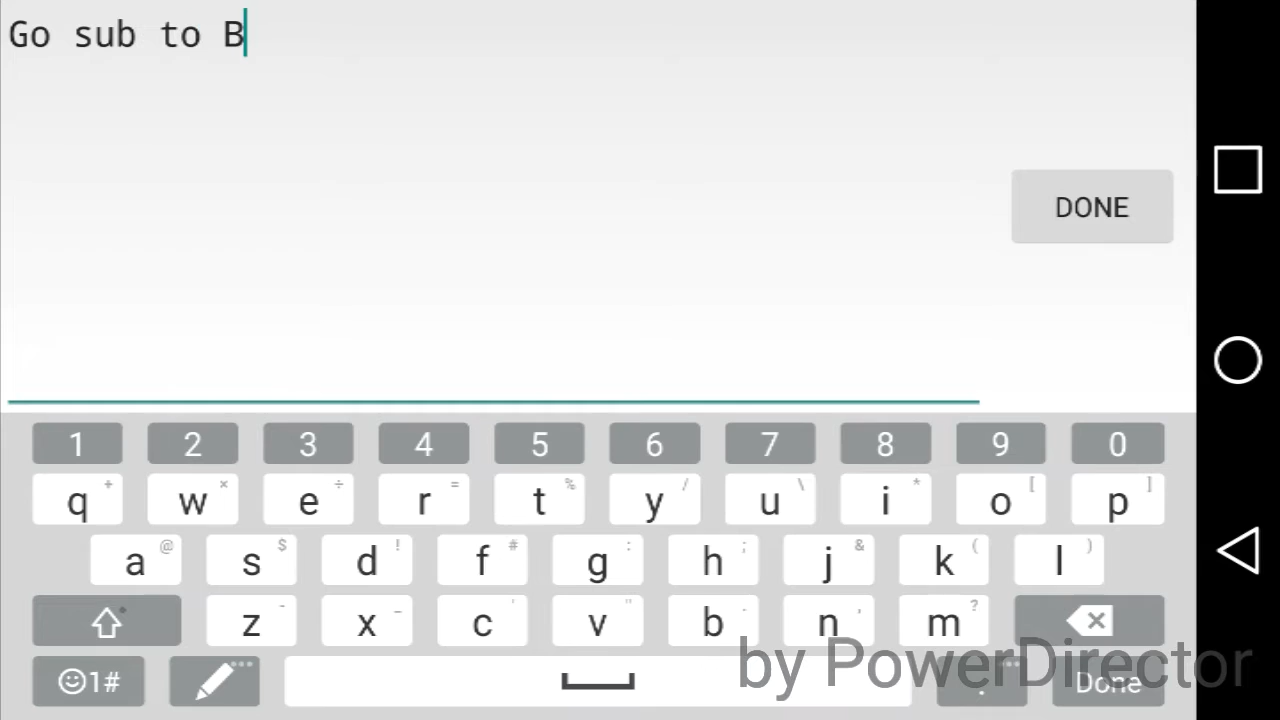 Go sub to B
DONE
1 2 3 4 5 6 7 8 9 0
q + w × e ÷ r = t % y / u \ i * o [ p ]
a @ s $ d ! f # g : h ; j & k ( l )
z - x _ c ' v " b . n , m ?
1# . Done
by PowerDirector